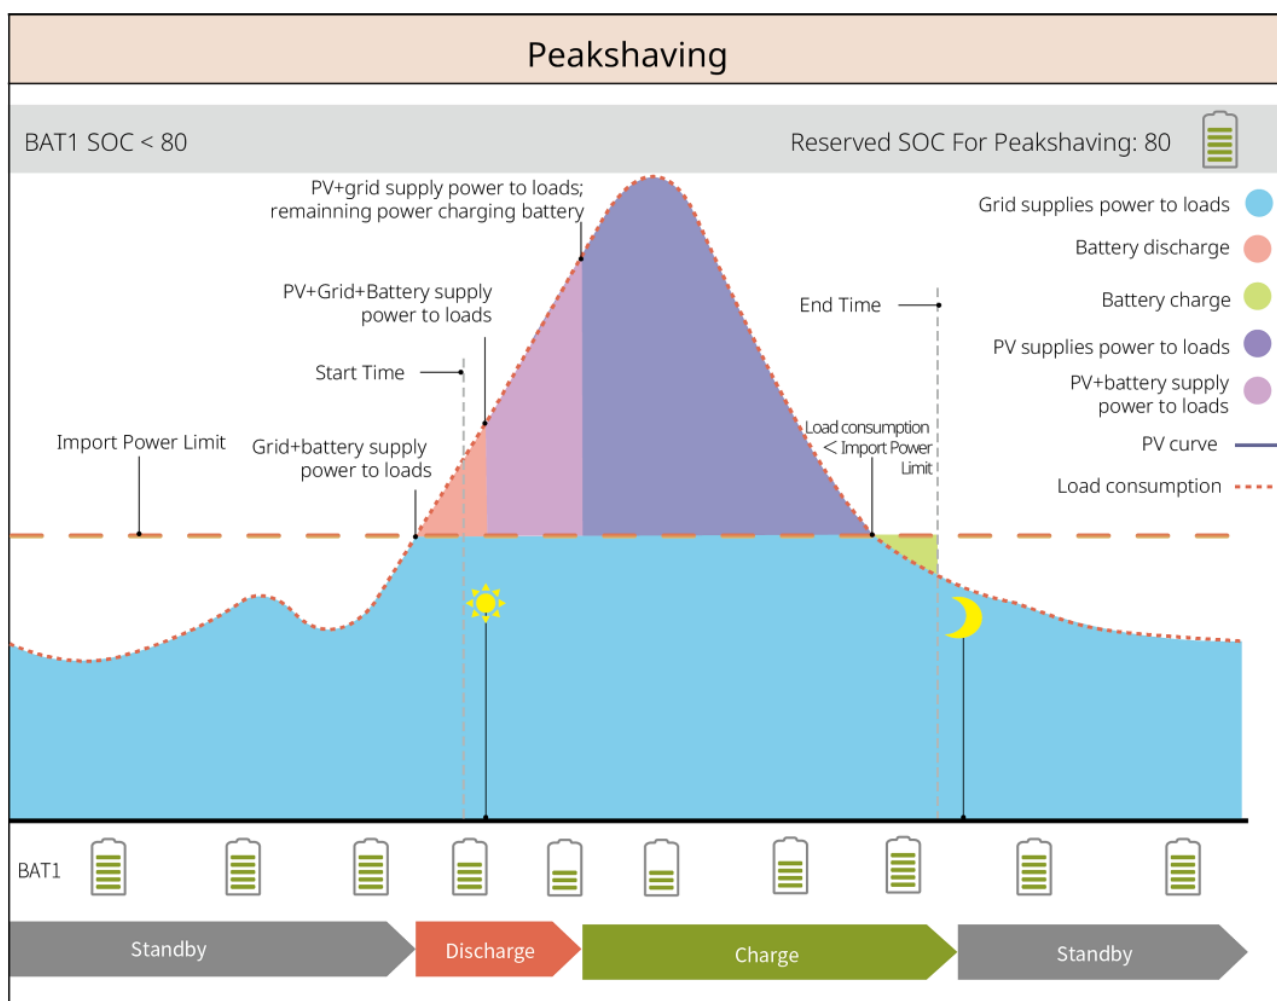 Peakshaving
BAT1 SOC < 80
Reserved SOC For Peakshaving: 80
PV+grid supply power to loads;
remainning power charging battery
Grid supplies power to loads
Battery discharge
Battery charge
PV supplies power to loads
PV+battery supply
power to loads
PV curve
Load consumption
PV+Grid+Battery supply
power to loads
End Time
Start Time
Import Power Limit
Grid+battery supply
power to loads
Load consumption
< Import Power
Limit
BAT1
Standby
Discharge
Charge
Standby